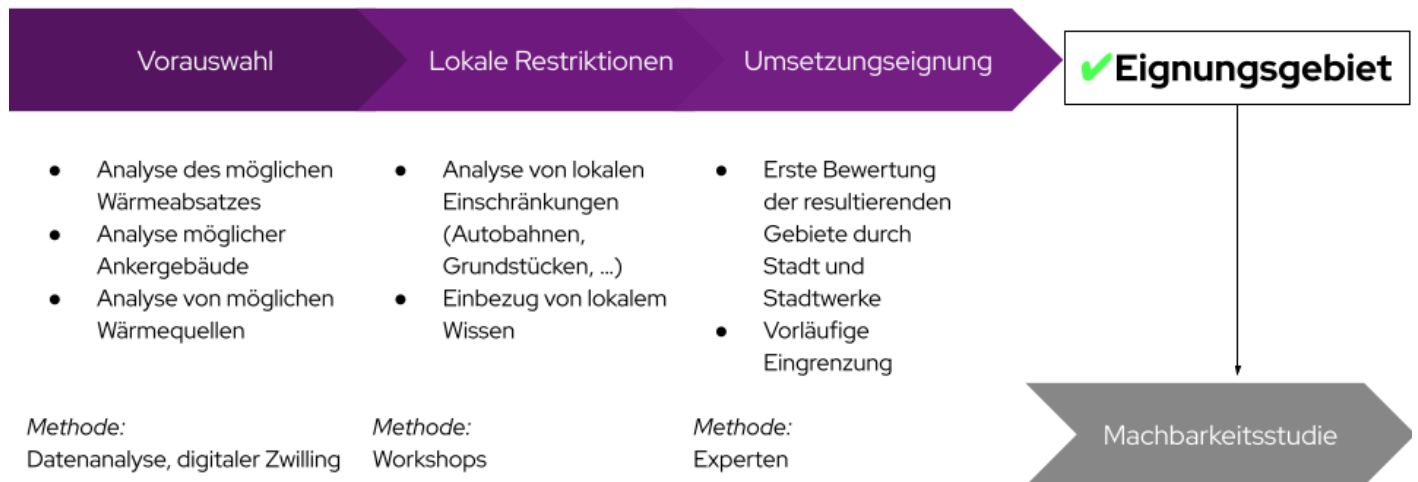 Vorauswahl
Lokale Restriktionen
Umsetzungseignung
✔Eignungsgebiet
● Analyse des möglichen
Wärmeabsatzes
● Analyse möglicher
Ankergebäude
● Analyse von möglichen
Wärmequellen
● Analyse von lokalen
Einschränkungen
(Autobahnen,
Grundstücken, ...)
● Einbezug von lokalem
Wissen
● Erste Bewertung
der resultierenden
Gebiete durch
Stadt und
Stadtwerke
● Vorläufige
Eingrenzung
Methode:
Datenanalyse, digitaler Zwilling
Methode:
Workshops
Methode:
Experten
Machbarkeitsstudie